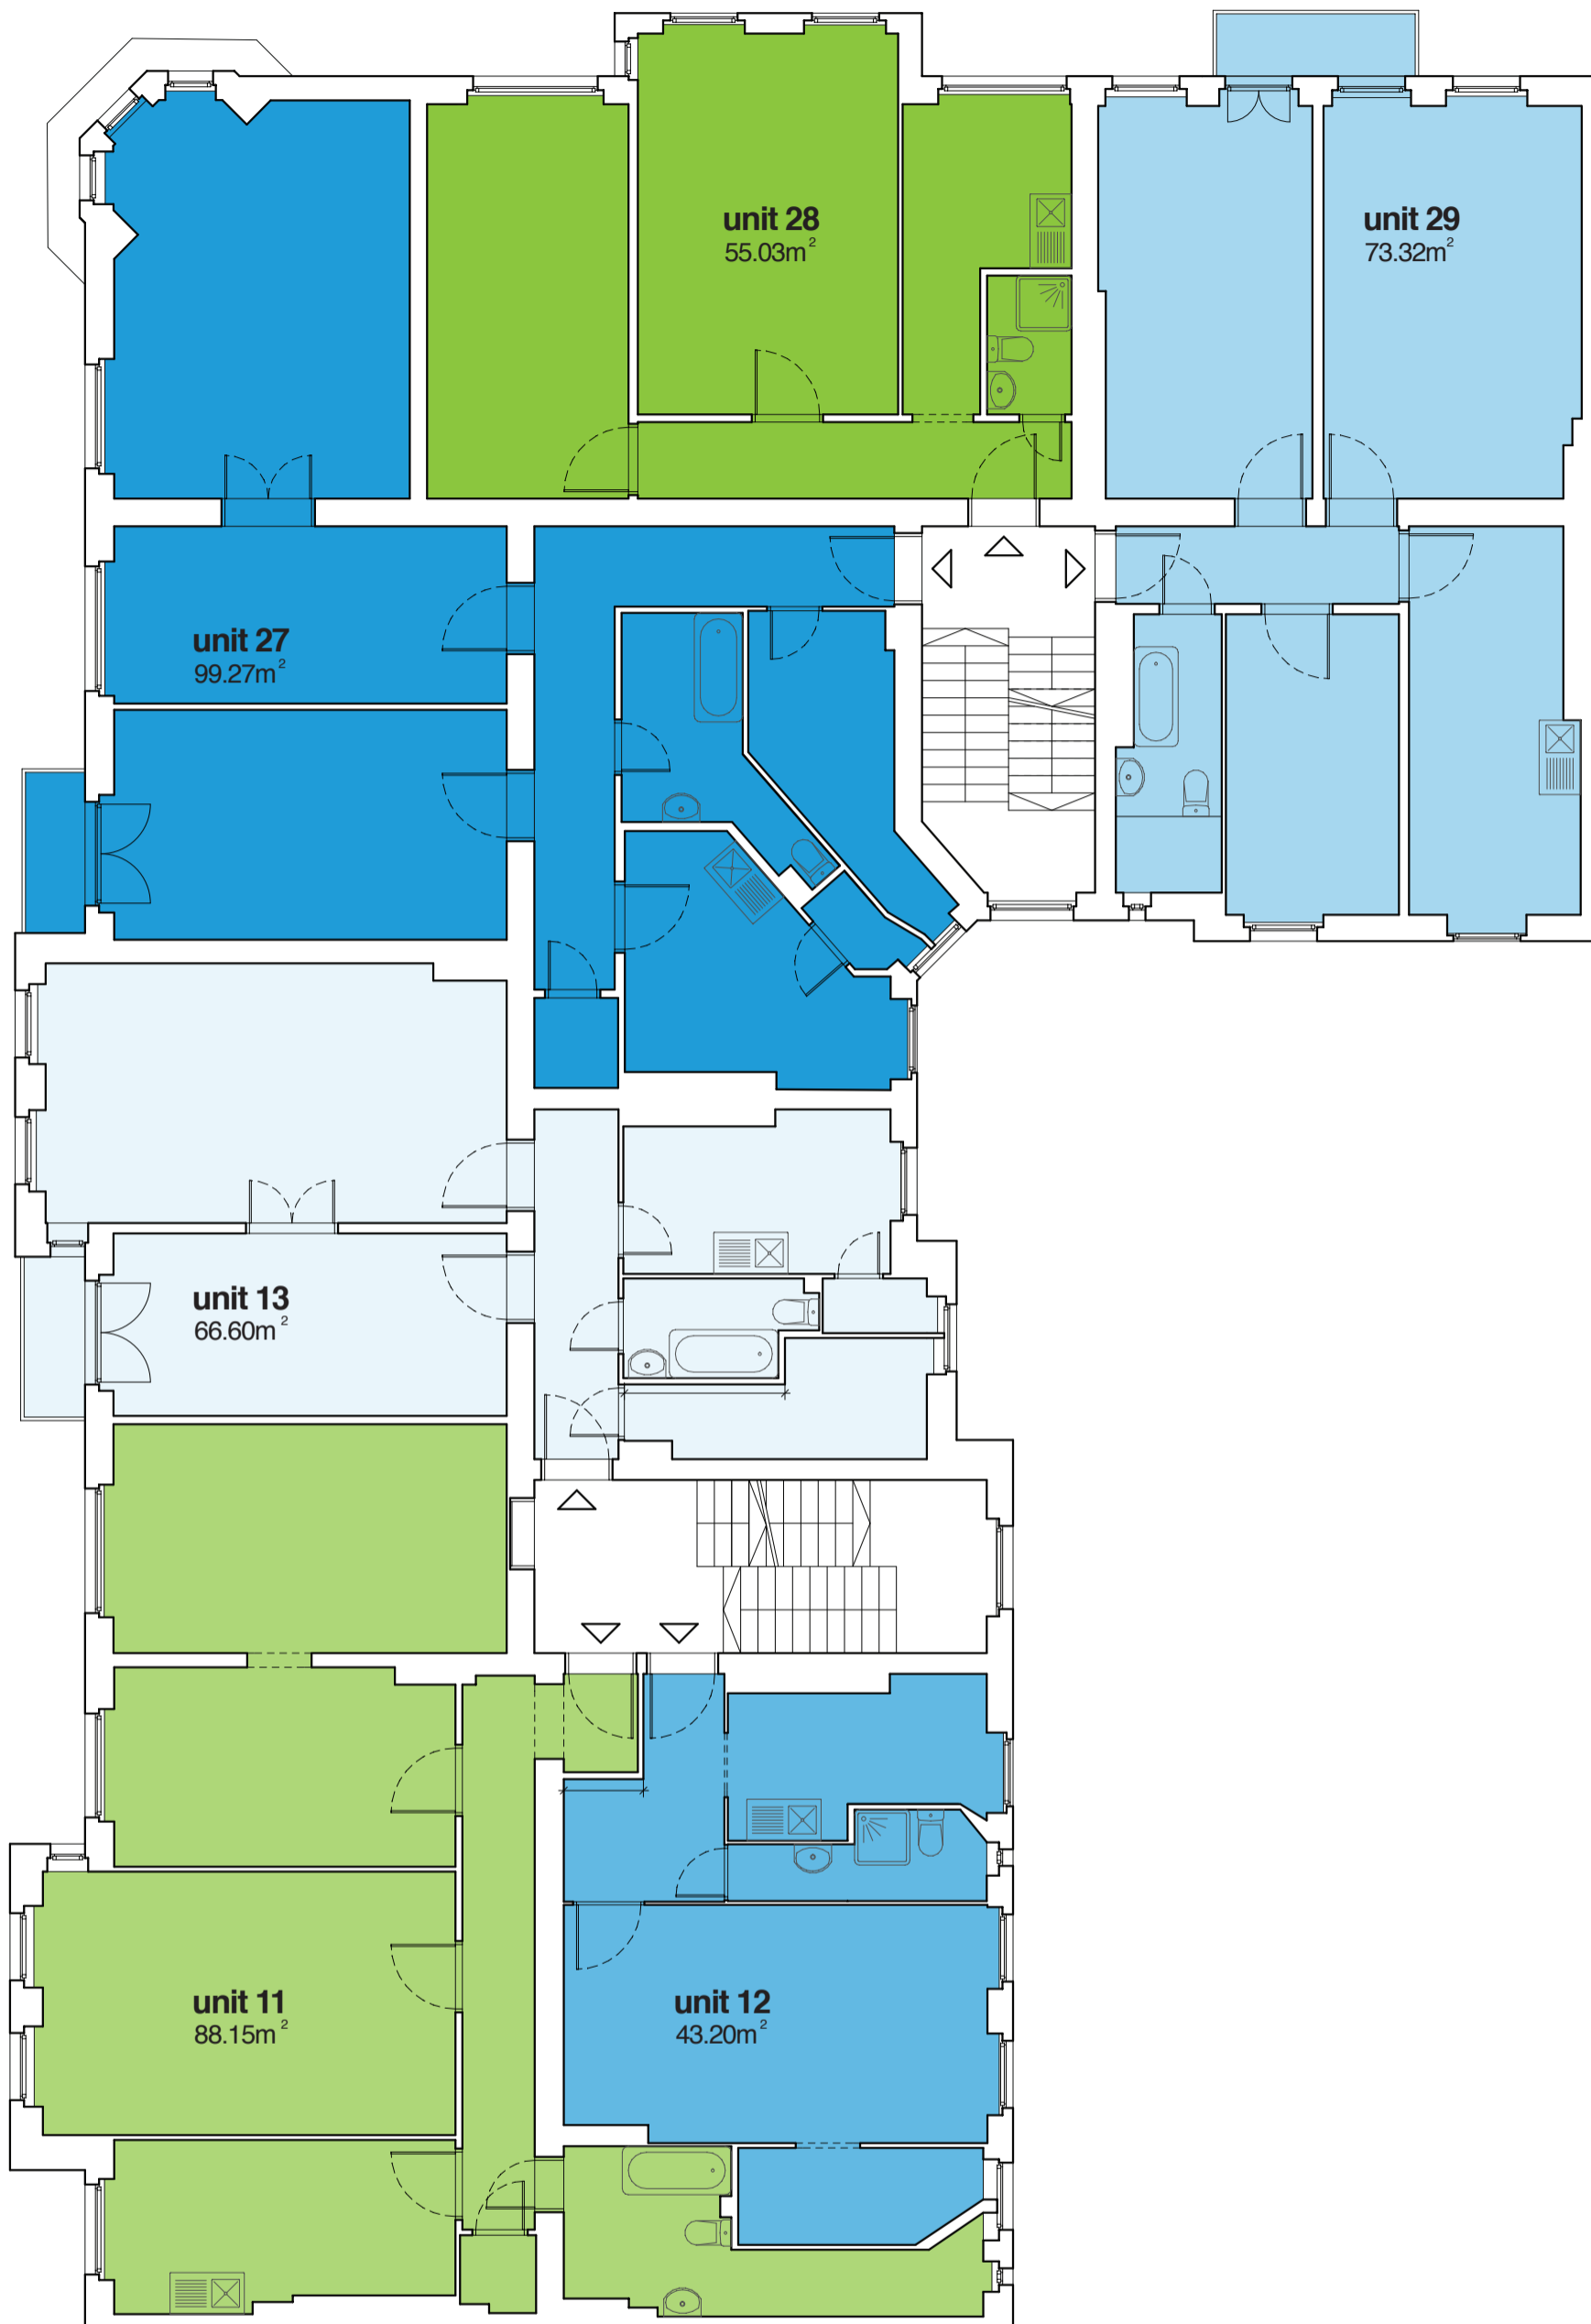 unit 28
55.03m²
unit 29
73.32m²
unit 27
99.27m²
unit 13
66.60m²
unit 11
88.15m²
unit 12
43.20m²